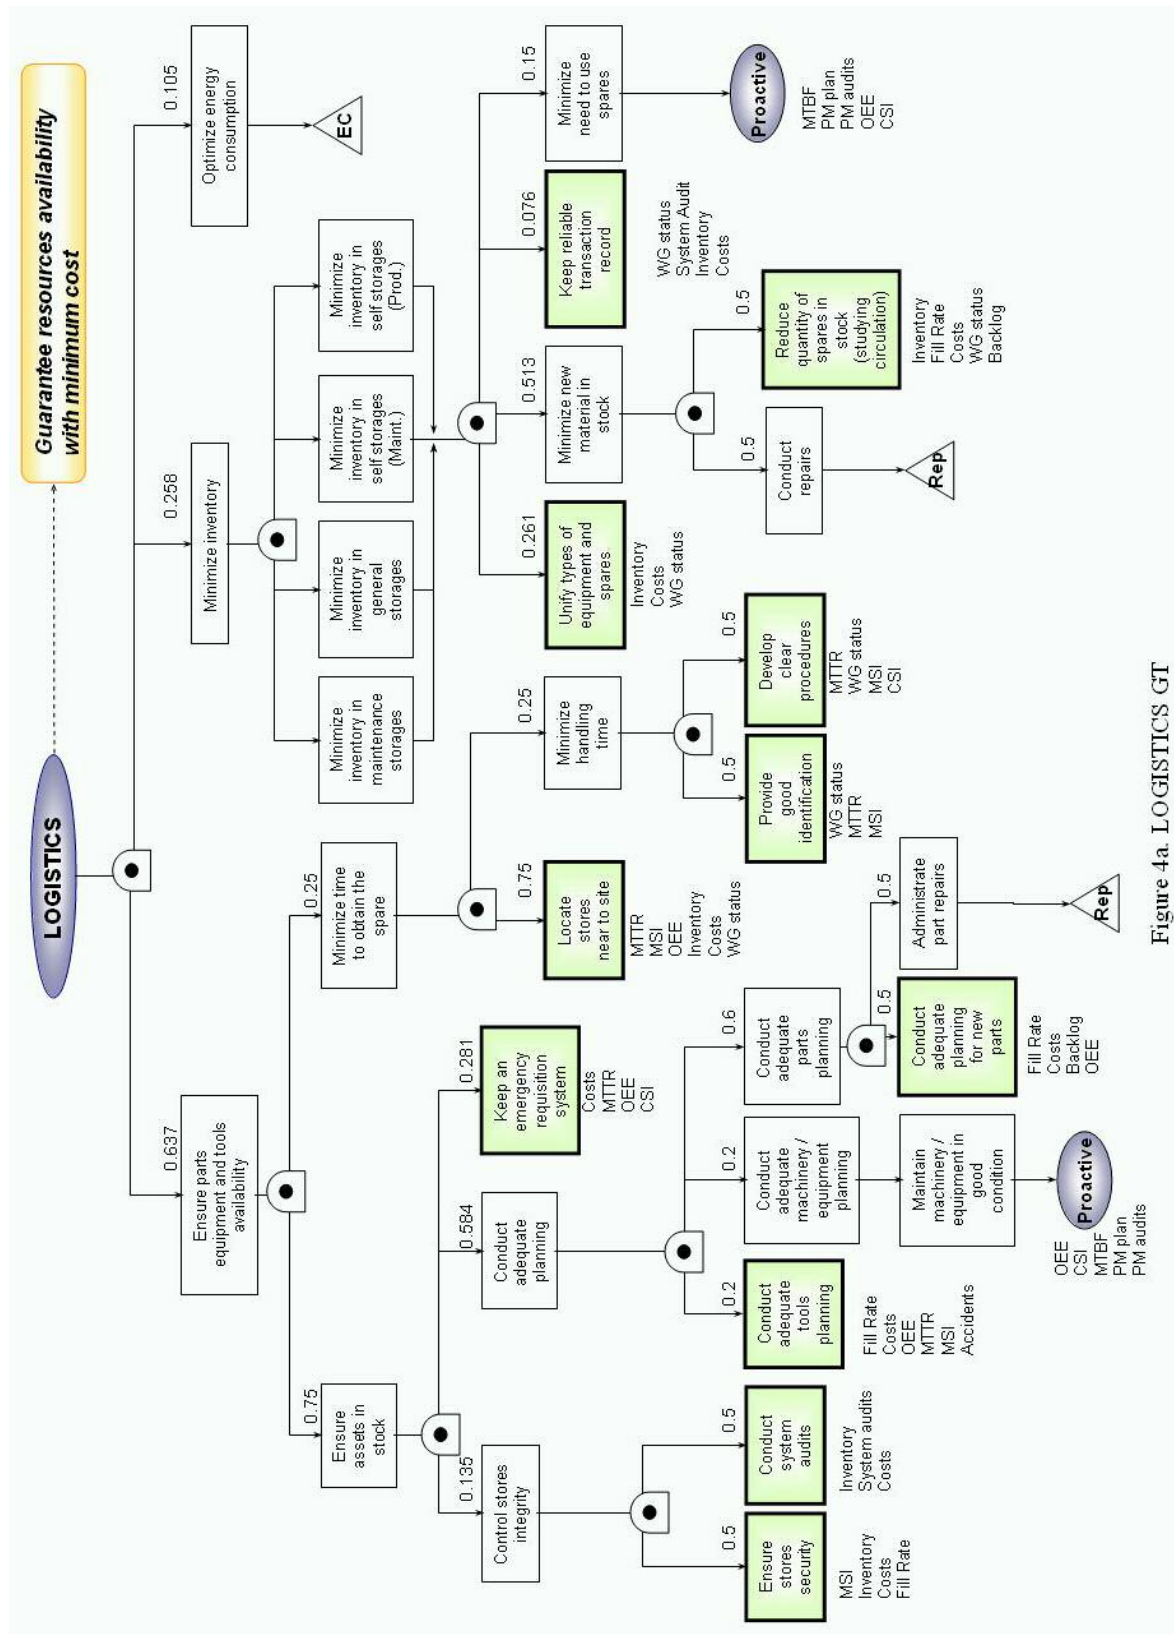 Guarantee resources availability
with minimum cost
LOGISTICS
0.637
Ensure parts
equipment and tools
availability
0.258
Minimize inventory
0.105
Optimize energy
consumption
EC
0.75
Ensure
assets in
stock
0.25
Minimize time
to obtain the
spare
Minimize
inventory in
maintenance
storages
Minimize
inventory in
general
storages
Minimize
inventory in
self storages
(Maint.)
Minimize
inventory in
self storages
(Prod.)
0.135
Control stores
integrity
0.584
Conduct
adequate
planning
0.281
Keep an
emergency
requisition
system
Costs
MTTR
OEE
CSI
0.75
Locate
stores
near to site
MTTR
MSI
OEE
Inventory
Costs
WG status
0.25
Minimize
handling
time
0.261
Unify types of
equipment and
spares
Inventory
Costs
WG status
0.513
Minimize new
material in
stock
0.076
Keep reliable
transaction
record
WG status
System Audit
Inventory
Costs
0.15
Minimize
need to use
spares
Proactive
MTBF
PM plan
PM audits
OEE
CSI
0.5
Ensure
stores
security
MSI
Inventory
Costs
Fill Rate
0.5
Conduct
system
audits
Inventory
System audits
Costs
0.2
Conduct
adequate
tools
planning
Fill Rate
Costs
OEE
MTTR
MSI
Accidents
0.2
Conduct
adequate
machinery /
equipment
planning
Maintain
machinery /
equipment in
good
condition
Proactive
OEE
CSI
MTBF
PM plan
PM audits
0.6
Conduct
adequate
parts
planning
0.5
Conduct
adequate
planning
for new
parts
Fill Rate
Costs
Backlog
OEE
0.5
Administrate
part repairs
Rep
0.5
Provide
good
identification
WG status
MTTR
MSI
0.5
Develop
clear
procedures
MTTR
WG status
MSI
CSI
0.5
Conduct
repairs
Rep
0.5
Reduce
quantity of
spares in
stock
(studying
circulation)
Inventory
Fill Rate
Costs
WG status
Backlog
Figure 4a. LOGISTICS GT